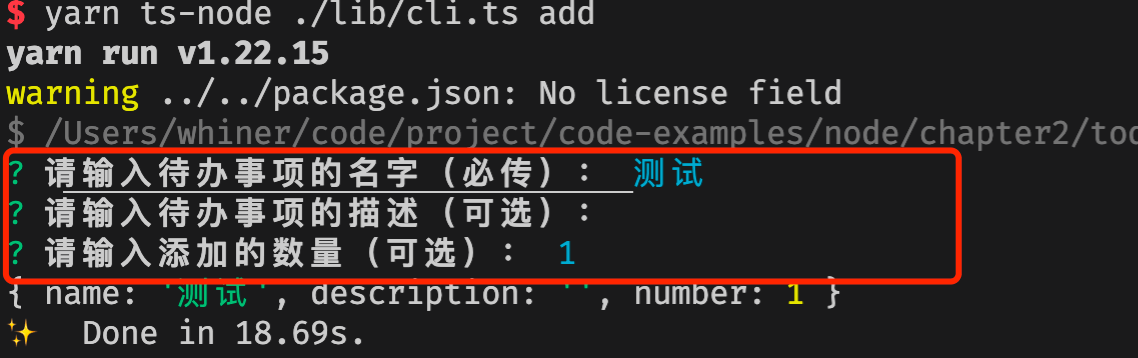 $ yarn ts-node ./lib/cli.ts add
yarn run v1.22.15
warning ../../package.json: No license field
$ /Users/whiner/code/project/code-examples/node/chapter2/too
? 请输入待办事项的名字（必传）： 测试
? 请输入待办事项的描述（可选）：
? 请输入添加的数量（可选）： 1
{ name: '测试', description: '', number: 1 }
✨  Done in 18.69s.